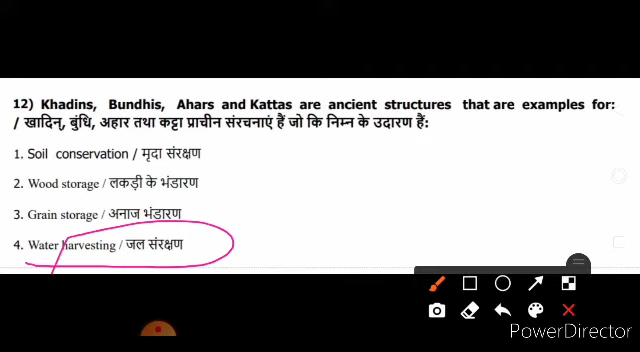 12) Khadins, Bundhis, Ahars and Kattas are ancient structures that are examples for:
/ खादिन्, बुंधि, अहार तथा कट्टा प्राचीन संरचनाएं हैं जो कि निम्न के उदारण हैं:
1. Soil conservation / मृदा संरक्षण
2. Wood storage / लकड़ी के भंडारण
3. Grain storage / अनाज भंडारण
4. Water harvesting / जल संरक्षण
PowerDirector